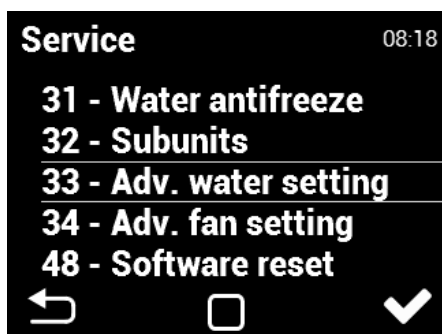 Service 08:18
31 - Water antifreeze
32 - Subunits
33 - Adv. water setting
34 - Adv. fan setting
48 - Software reset